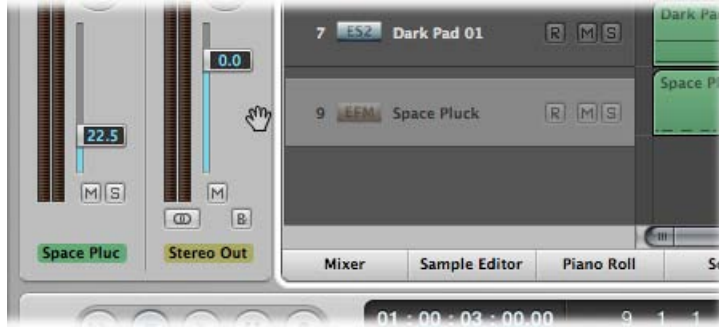 0.0
22.5
M S
M
B
Space Pluc
Stereo Out
7 ES2 Dark Pad 01 R M S
9 EFM Space Pluck R M S
Dark Pa
Space P
Mixer Sample Editor Piano Roll S
01 : 00 : 03 : 00.00 9 1 1